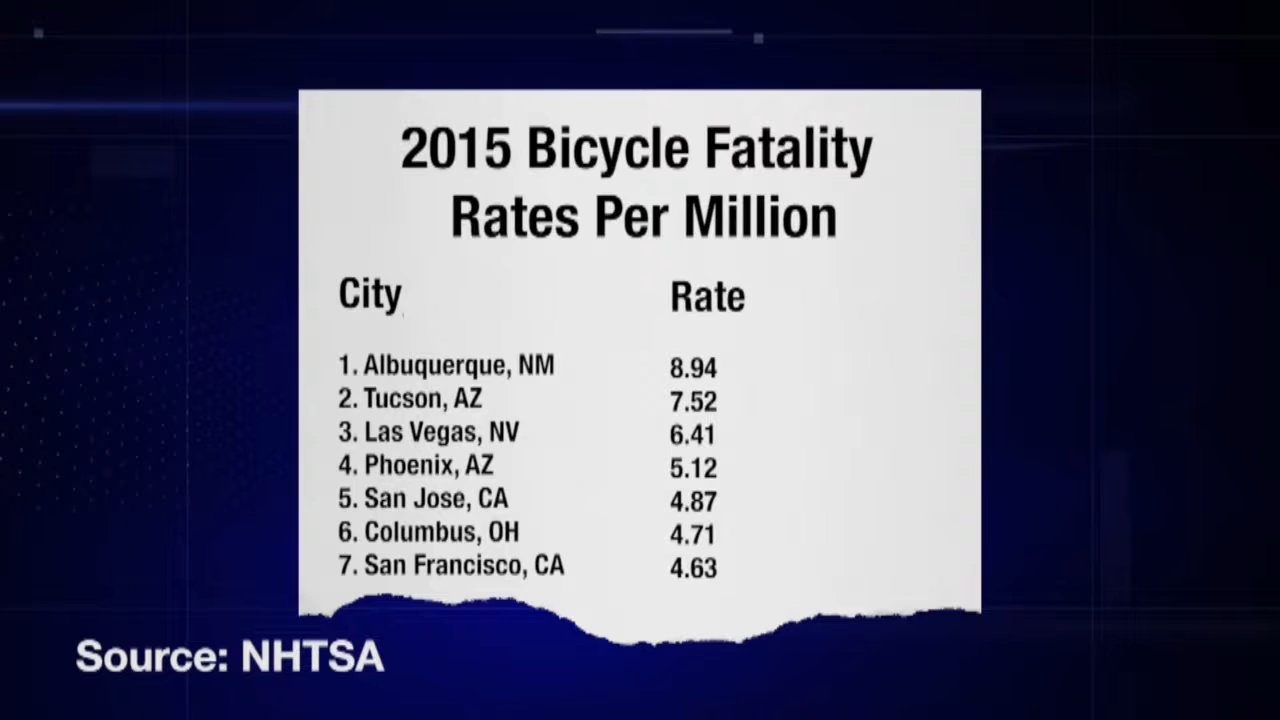 2015 Bicycle Fatality
Rates Per Million
City Rate
1. Albuquerque, NM 8.94
2. Tucson, AZ 7.52
3. Las Vegas, NV 6.41
4. Phoenix, AZ 5.12
5. San Jose, CA 4.87
6. Columbus, OH 4.71
7. San Francisco, CA 4.63
Source: NHTSA